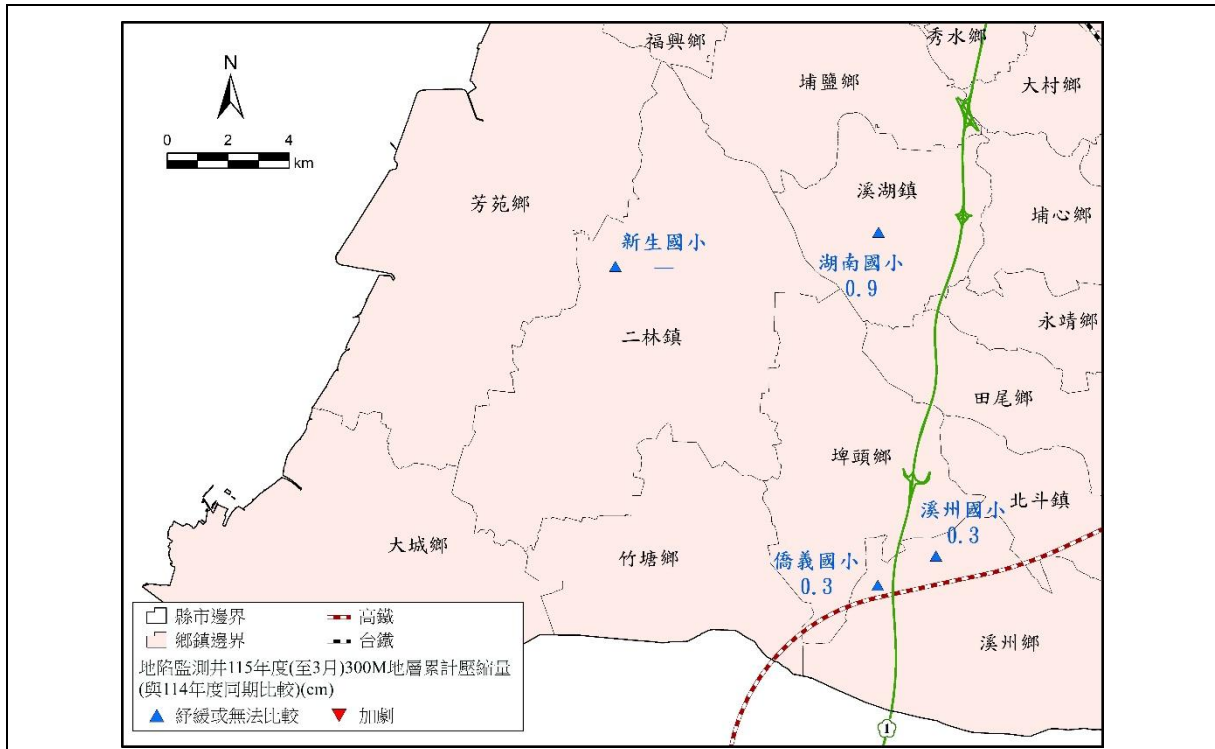 福興鄉
秀水鄉
N
埔鹽鄉
大村鄉
0 2 4
km
溪湖鎮
芳苑鄉
埔心鄉
新生國小
—
湖南國小
0.9
永靖鄉
二林鎮
田尾鄉
埤頭鄉
北斗鎮
溪州國小
0.3
大城鄉
竹塘鄉
僑義國小
0.3
溪州鄉
縣市邊界 高鐵
鄉鎮邊界 台鐵
地陷監測井115年度(至3月)300M地層累計壓縮量
(與114年度同期比較)(cm)
紓緩或無法比較 加劇
1